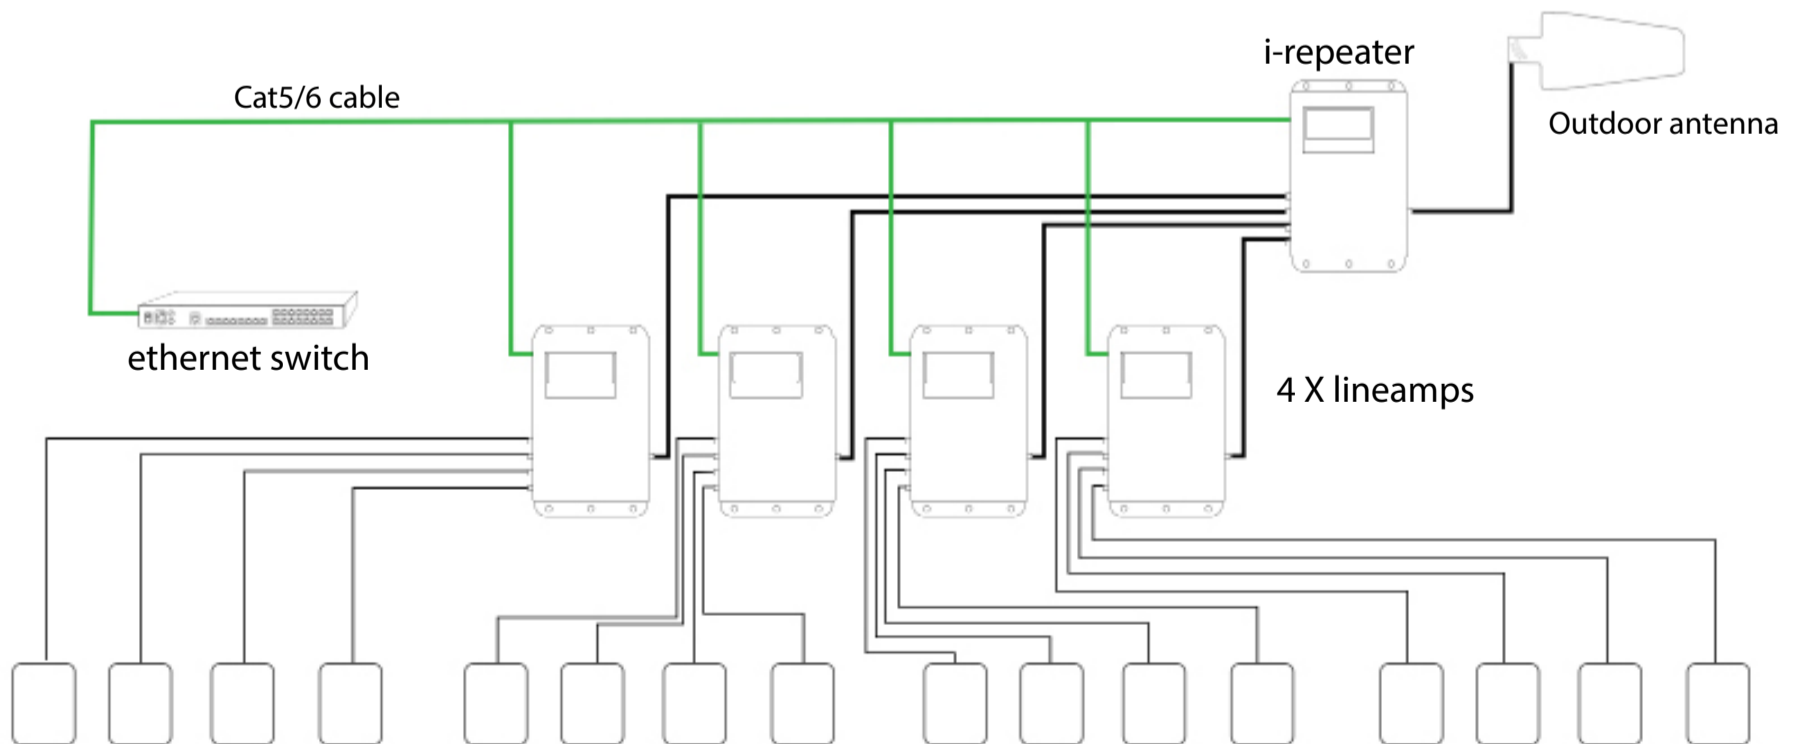 i-repeater
Cat5/6 cable
Outdoor antenna
ethernet switch
4 X lineamps